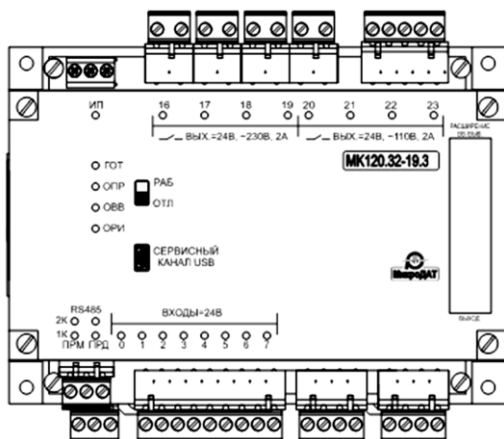 ИП
16 17 18 19 20 21 22 23
ВЫХ.=24В, ~230В, 2А
ВЫХ.=24В, ~110В, 2А
РАСШИРЕНИЕ
ГОТ
ОПР
ОВВ
ОРИ
РАБ
ОТЛ
МК120.32-19.3
СЕРВИСНЫЙ
КАНАЛ USB
МикроДАТ
RS485
2К
1К
ПРМ ПРД
ВХОДЫ=24В
0 1 2 3 4 5 6 7
ВЫХОД